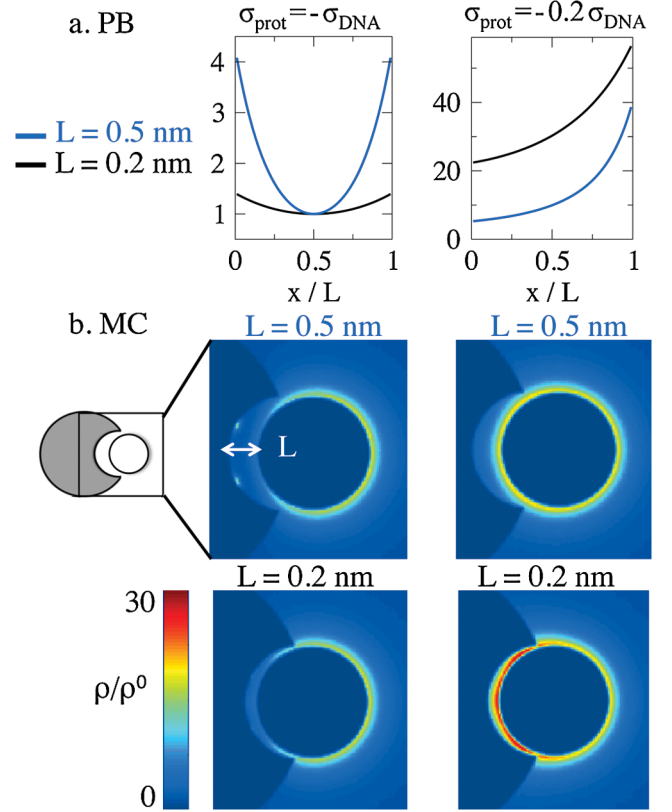 a. PB
σprot=-σDNA
σprot=-0.2σDNA
L = 0.5 nm
L = 0.2 nm
4
3
2
1
0 0.5 1
x / L
40
20
0
0 0.5 1
x / L
b. MC
L = 0.5 nm
L = 0.5 nm
L
L = 0.2 nm
L = 0.2 nm
30
ρ/ρ⁰
0